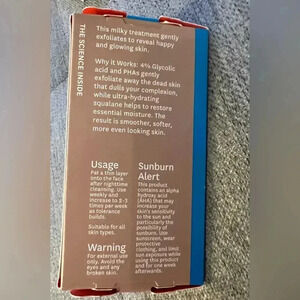 THE SCIENCE INSIDE
This milky treatment gently
exfoliates to reveal happy
and glowing skin.
Why it Works: 4% Glycolic
acid and PHAs gently
exfoliate away the dead skin
that dulls your complexion,
while ultra-hydrating
squalane helps to restore
essential moisture. The
result is smoother, softer,
more even looking skin.
Usage
Pat a thin layer
onto the face
after nighttime
cleansing. Use
weekly and
increase to 2-3
times per week
as tolerance
builds.
Suitable for all
skin types.
Warning
For external use
only. Avoid the
eyes and any
broken skin.
Sunburn
Alert
This product
contains an alpha
hydroxy acid
(AHA) that may
increase your
skin's sensitivity
to the sun and
particularly the
possibility of
sunburn. Use
sunscreen, wear
protective
clothing, and limit
sun exposure while
using this product
and for one week
afterwards.